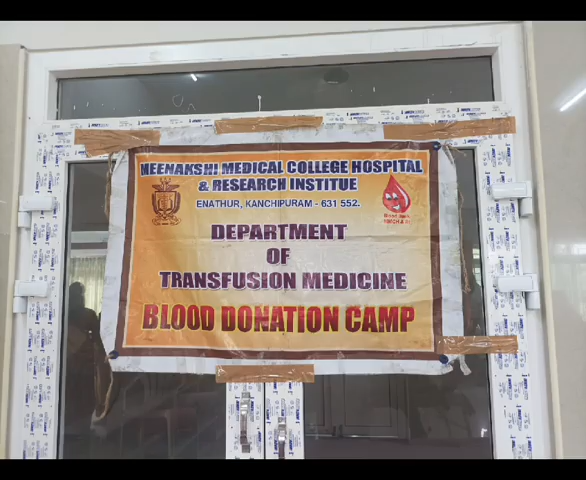 MEENAKSHI MEDICAL COLLEGE HOSPITAL
& RESEARCH INSTITUE
ENATHUR, KANCHIPURAM - 631 552.
DEPARTMENT
OF
TRANSFUSION MEDICINE
BLOOD DONATION CAMP